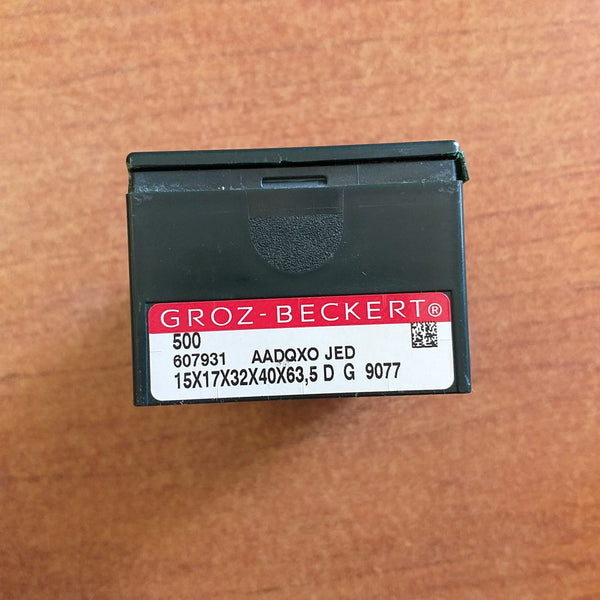 GROZ-BECKERT®
500
607931 AADQXO JED
15X17X32X40X63,5 D G 9077